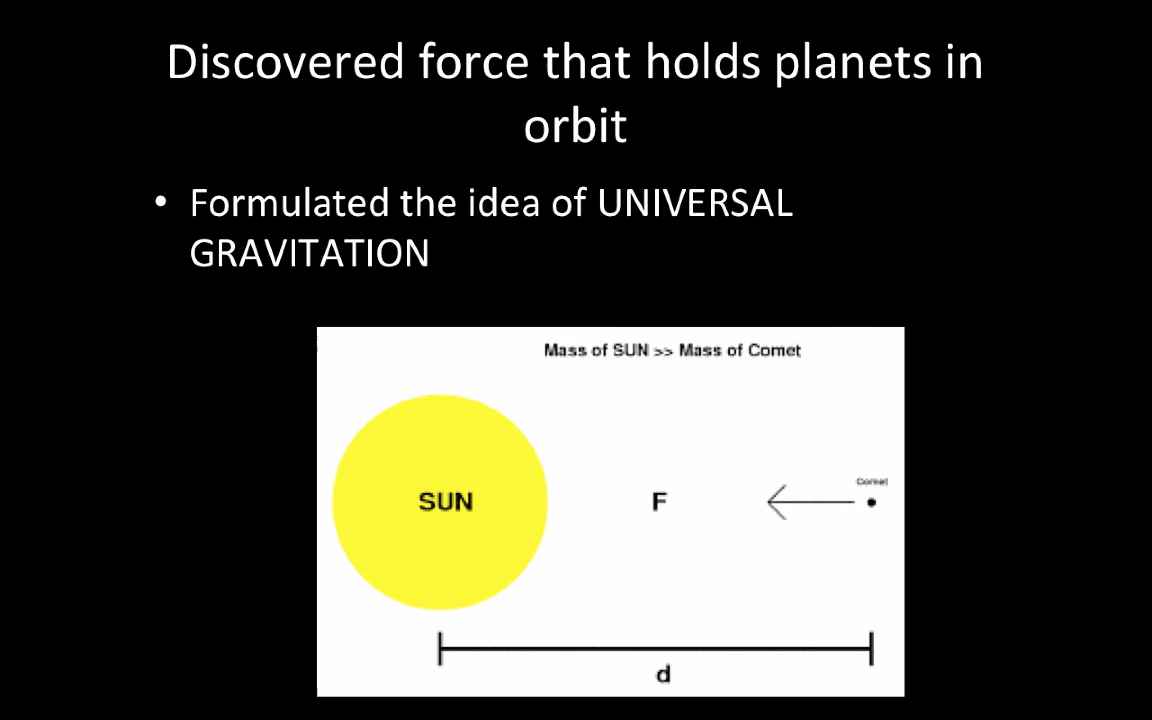 Discovered force that holds planets in
orbit
• Formulated the idea of UNIVERSAL
GRAVITATION
Mass of SUN >> Mass of Comet
Comet
SUN
F
d